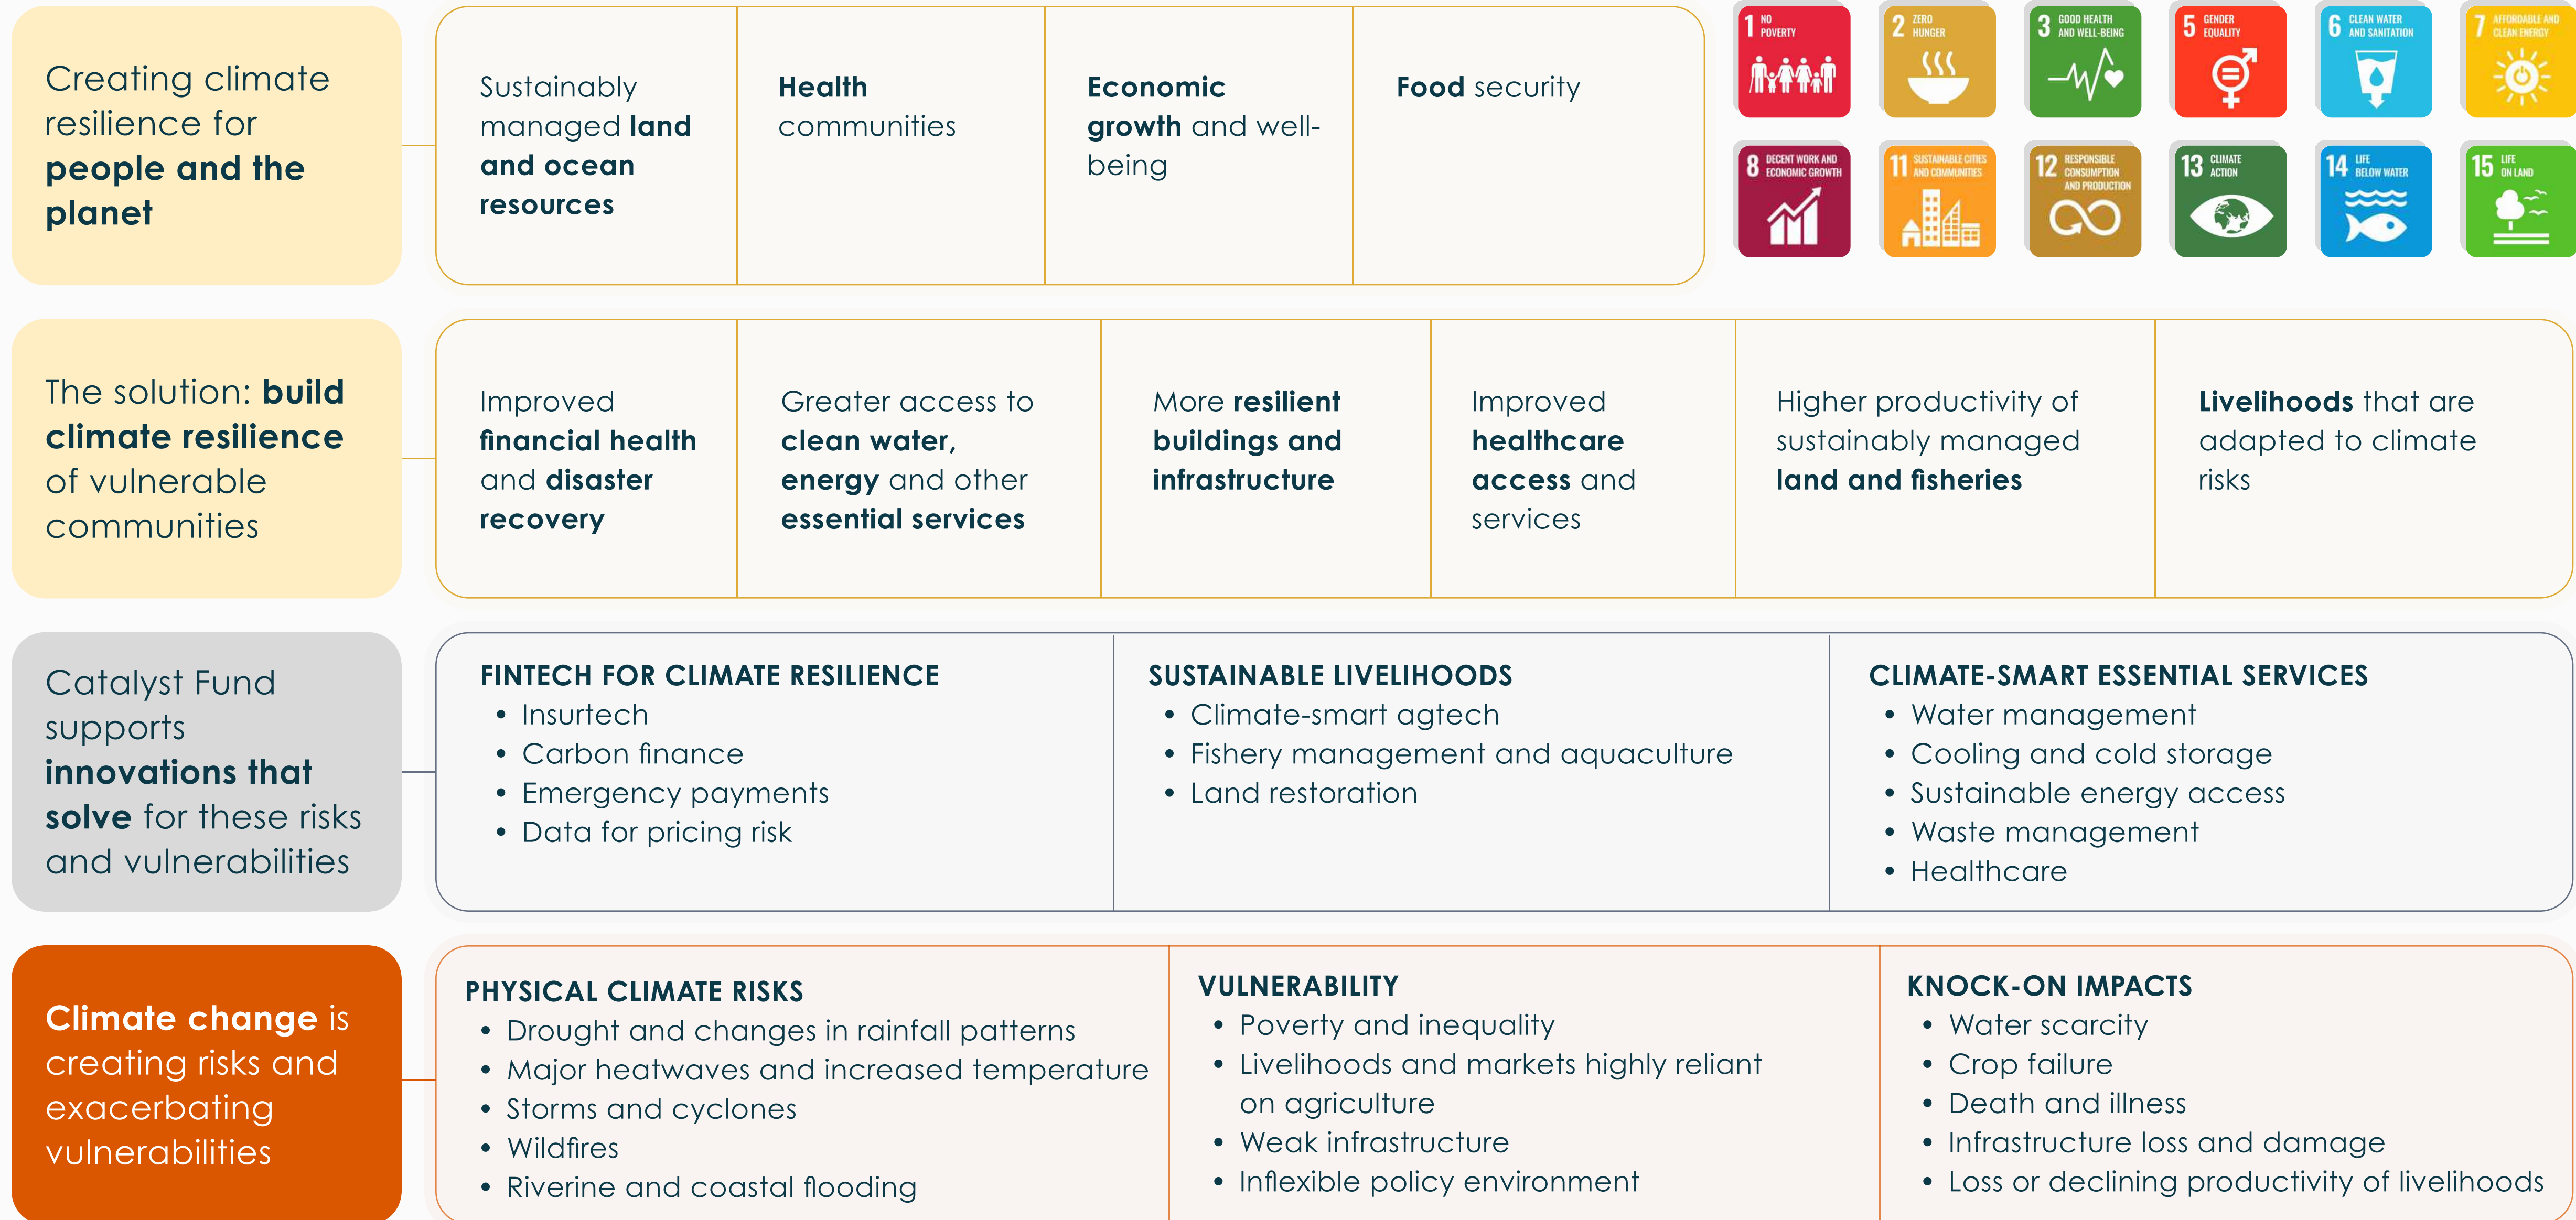 Creating climate
resilience for
people and the
planet
Sustainably
managed land
and ocean
resources
Health
communities
Economic
growth and well-
being
Food security
1 NO
POVERTY
2 ZERO
HUNGER
3 GOOD HEALTH
AND WELL-BEING
5 GENDER
EQUALITY
6 CLEAN WATER
AND SANITATION
7 AFFORDABLE AND
CLEAN ENERGY
8 DECENT WORK AND
ECONOMIC GROWTH
11 SUSTAINABLE CITIES
AND COMMUNITIES
12 RESPONSIBLE
CONSUMPTION
AND PRODUCTION
13 CLIMATE
ACTION
14 LIFE
BELOW WATER
15 LIFE
ON LAND
The solution: build
climate resilience
of vulnerable
communities
Improved
financial health
and disaster
recovery
Greater access to
clean water,
energy and other
essential services
More resilient
buildings and
infrastructure
Improved
healthcare
access and
services
Higher productivity of
sustainably managed
land and fisheries
Livelihoods that are
adapted to climate
risks
Catalyst Fund
supports
innovations that
solve for these risks
and vulnerabilities
FINTECH FOR CLIMATE RESILIENCE
• Insurtech
• Carbon finance
• Emergency payments
• Data for pricing risk
SUSTAINABLE LIVELIHOODS
• Climate-smart agtech
• Fishery management and aquaculture
• Land restoration
CLIMATE-SMART ESSENTIAL SERVICES
• Water management
• Cooling and cold storage
• Sustainable energy access
• Waste management
• Healthcare
Climate change is
creating risks and
exacerbating
vulnerabilities
PHYSICAL CLIMATE RISKS
• Drought and changes in rainfall patterns
• Major heatwaves and increased temperature
• Storms and cyclones
• Wildfires
• Riverine and coastal flooding
VULNERABILITY
• Poverty and inequality
• Livelihoods and markets highly reliant
on agriculture
• Weak infrastructure
• Inflexible policy environment
KNOCK-ON IMPACTS
• Water scarcity
• Crop failure
• Death and illness
• Infrastructure loss and damage
• Loss or declining productivity of livelihoods